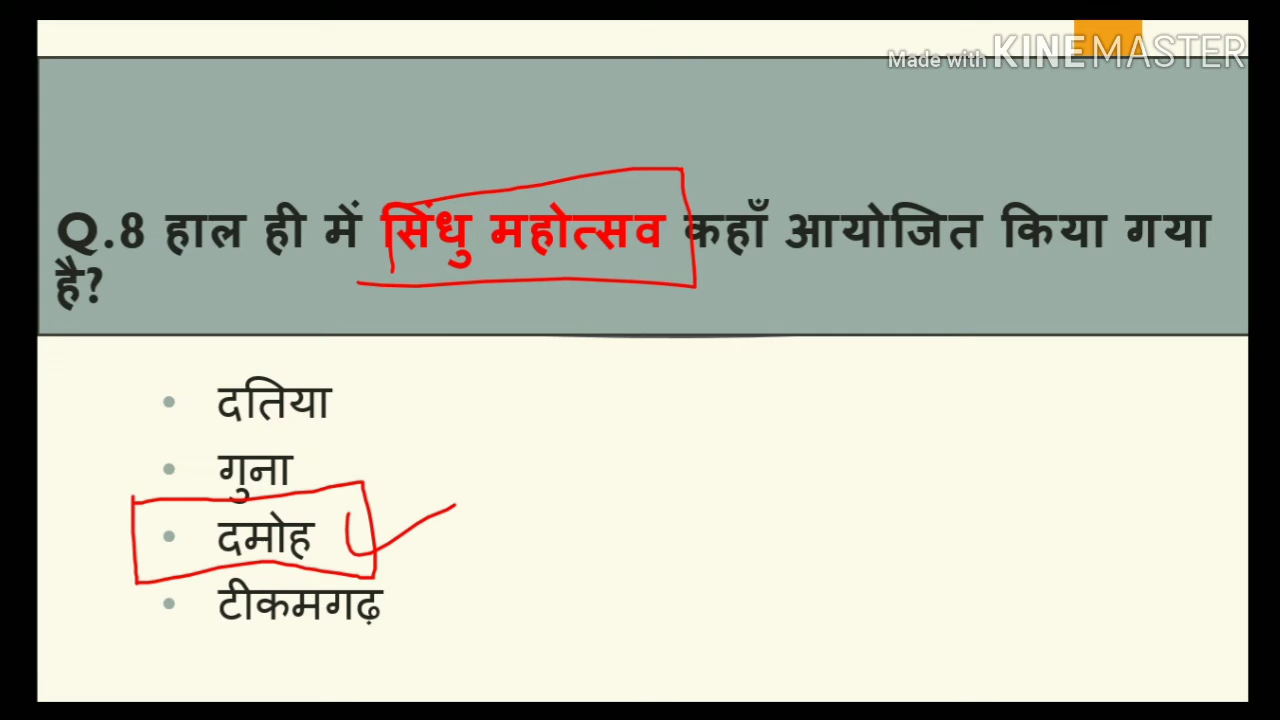 Made with KINEMASTER
Q.8 हाल ही में सिंधु महोत्सव कहाँ आयोजित किया गया
है?
• दतिया
• गुना
• दमोह
• टीकमगढ़